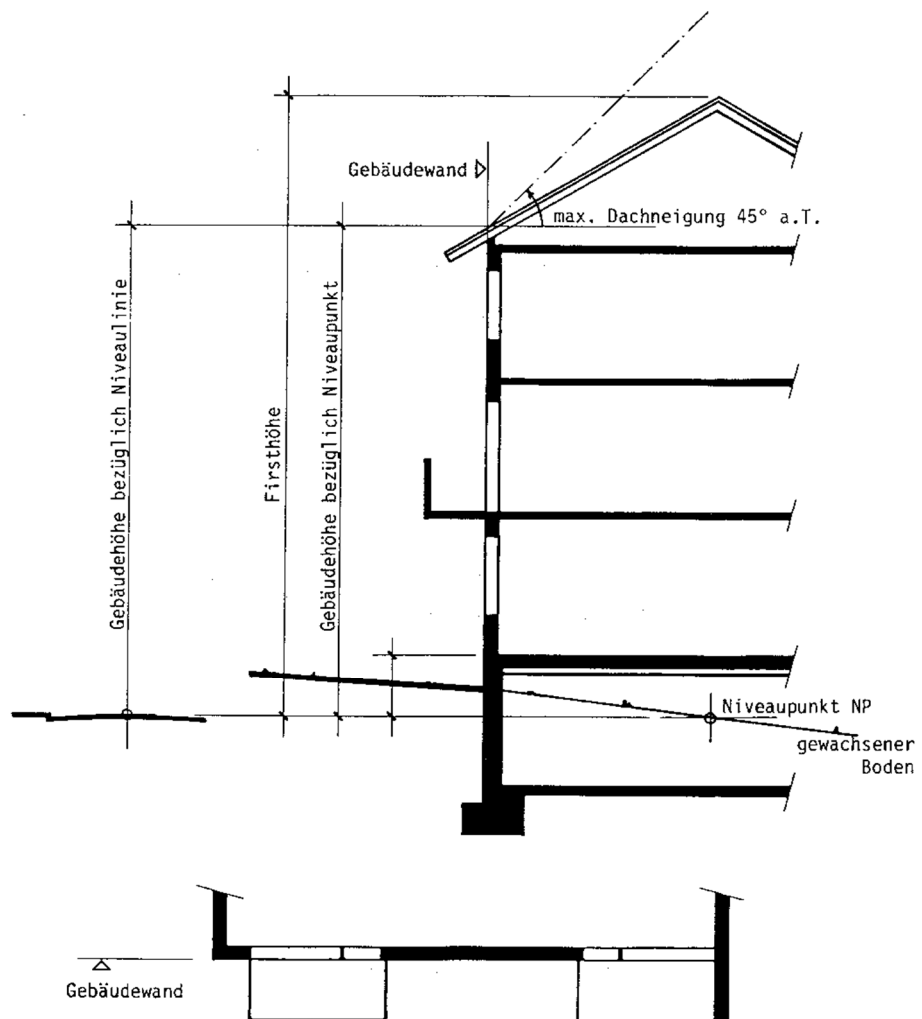 Gebäudewand
max. Dachneigung 45° a.T.
Gebäudehöhe bezüglich Niveaulinie
Firsthöhe
Gebäudehöhe bezüglich Niveaupunkt
Niveaupunkt NP
gewachsener
Boden
Gebäudewand